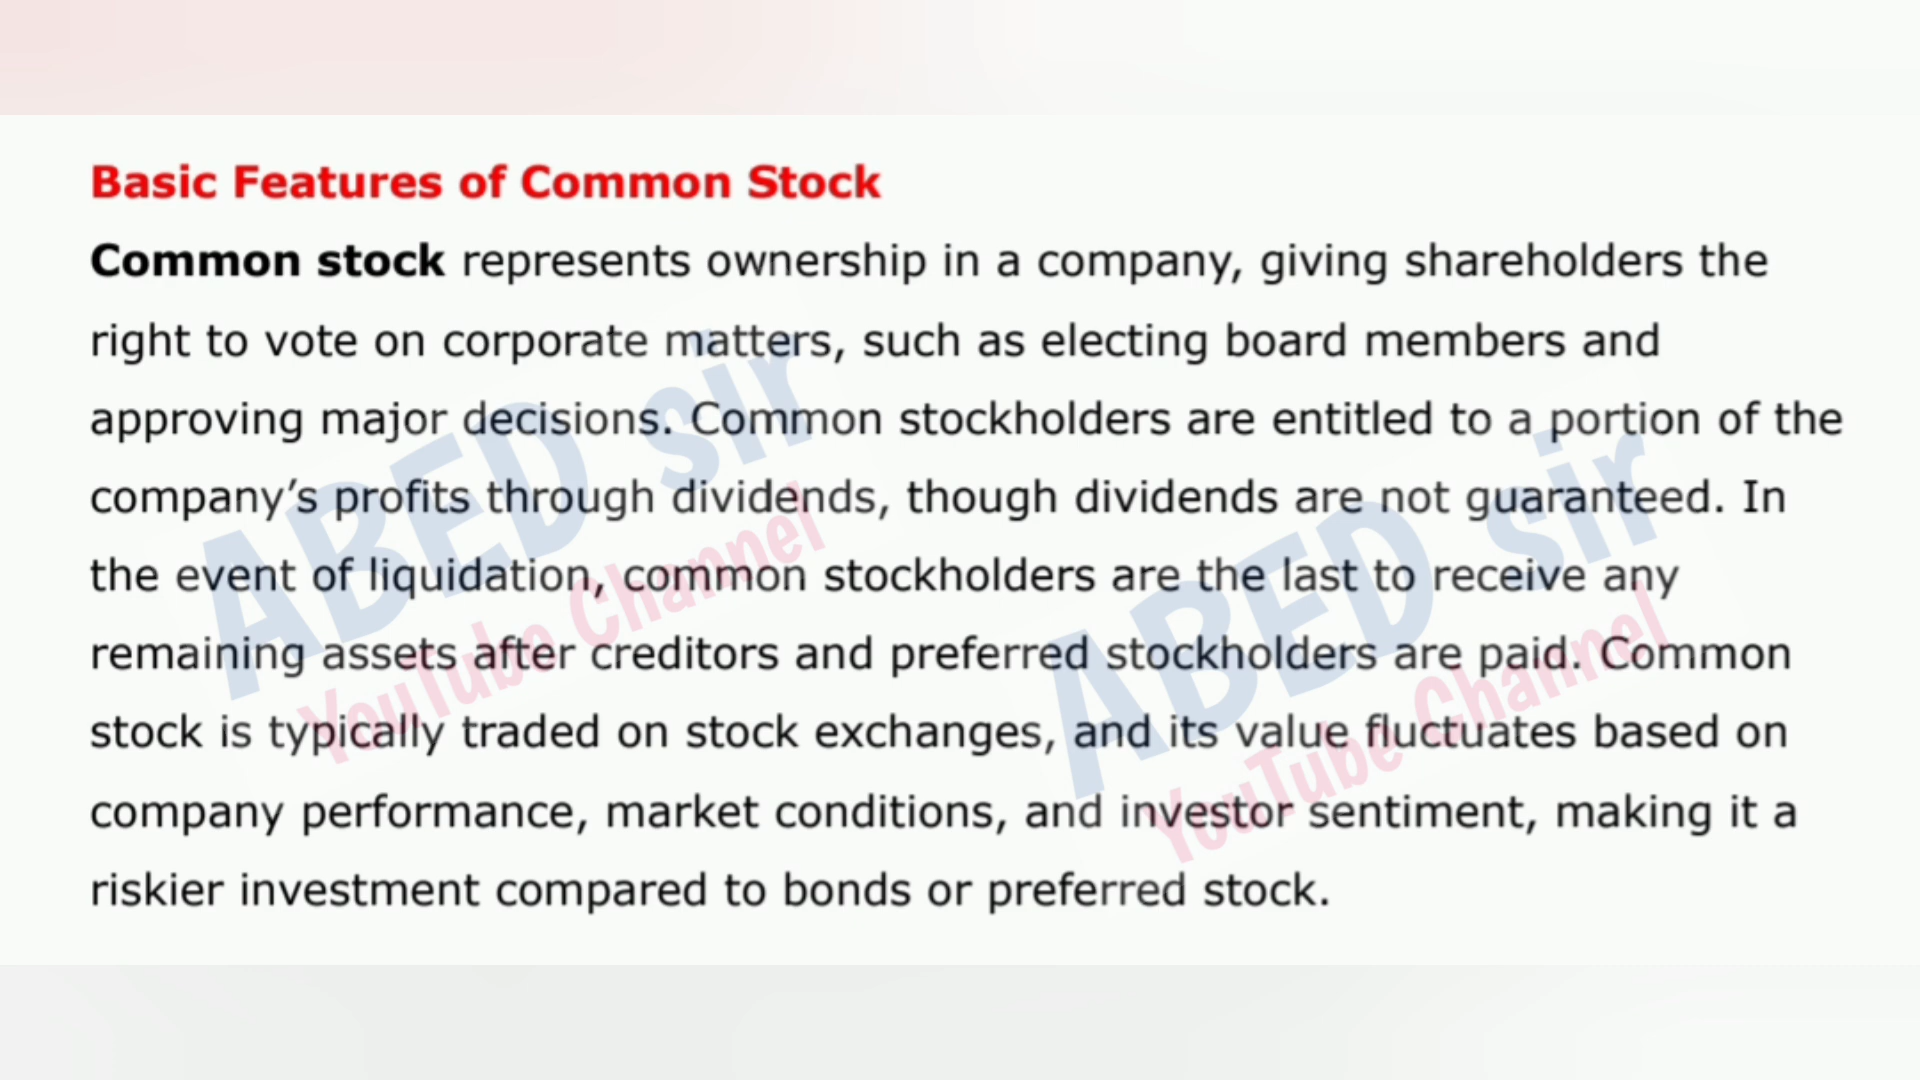 Basic Features of Common Stock
Common stock represents ownership in a company, giving shareholders the
right to vote on corporate matters, such as electing board members and
approving major decisions. Common stockholders are entitled to a portion of the
company’s profits through dividends, though dividends are not guaranteed. In
the event of liquidation, common stockholders are the last to receive any
remaining assets after creditors and preferred stockholders are paid. Common
stock is typically traded on stock exchanges, and its value fluctuates based on
company performance, market conditions, and investor sentiment, making it a
riskier investment compared to bonds or preferred stock.
ABED sir
YouTube Channel
ABED sir
YouTube Channel